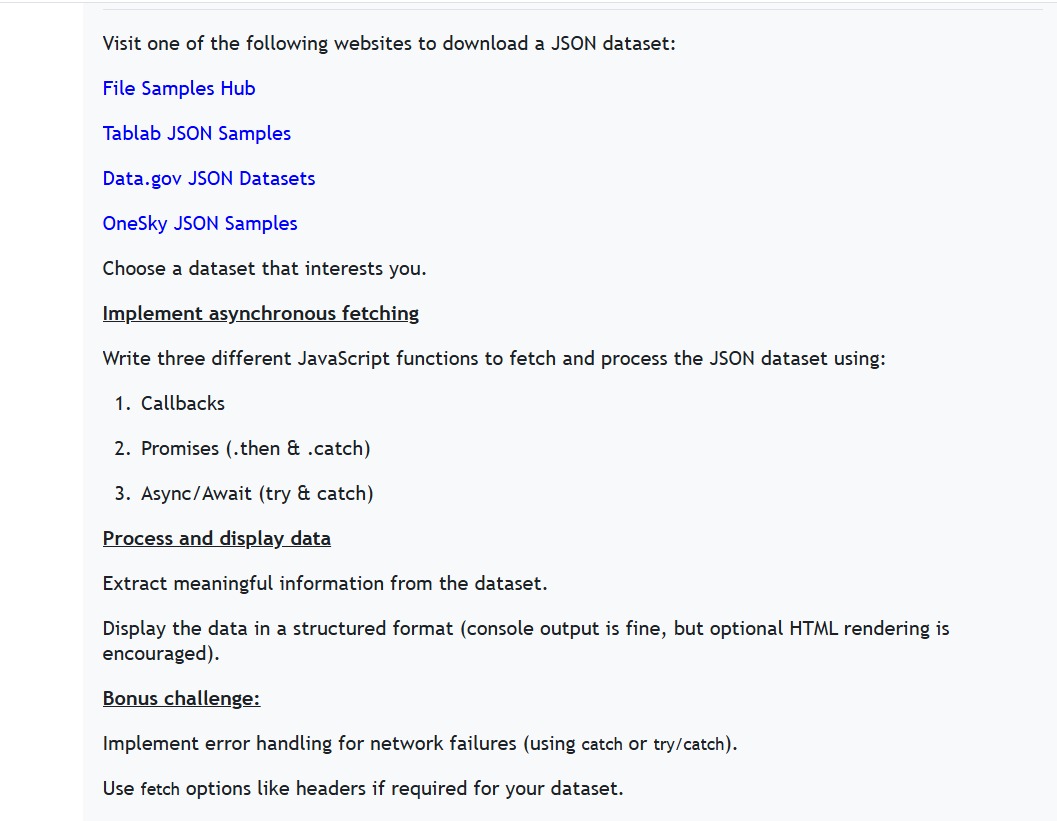 Visit one of the following websites to download a JSON dataset:
File Samples Hub
Tablab JSON Samples
Data.gov JSON Datasets
OneSky JSON Samples
Choose a dataset that interests you.
Implement asynchronous fetching
Write three different JavaScript functions to fetch and process the JSON dataset using:
1. Callbacks
2. Promises (.then & .catch)
3. Async/Await (try & catch)
Process and display data
Extract meaningful information from the dataset.
Display the data in a structured format (console output is fine, but optional HTML rendering is
encouraged).
Bonus challenge:
Implement error handling for network failures (using catch or try/catch).
Use fetch options like headers if required for your dataset.